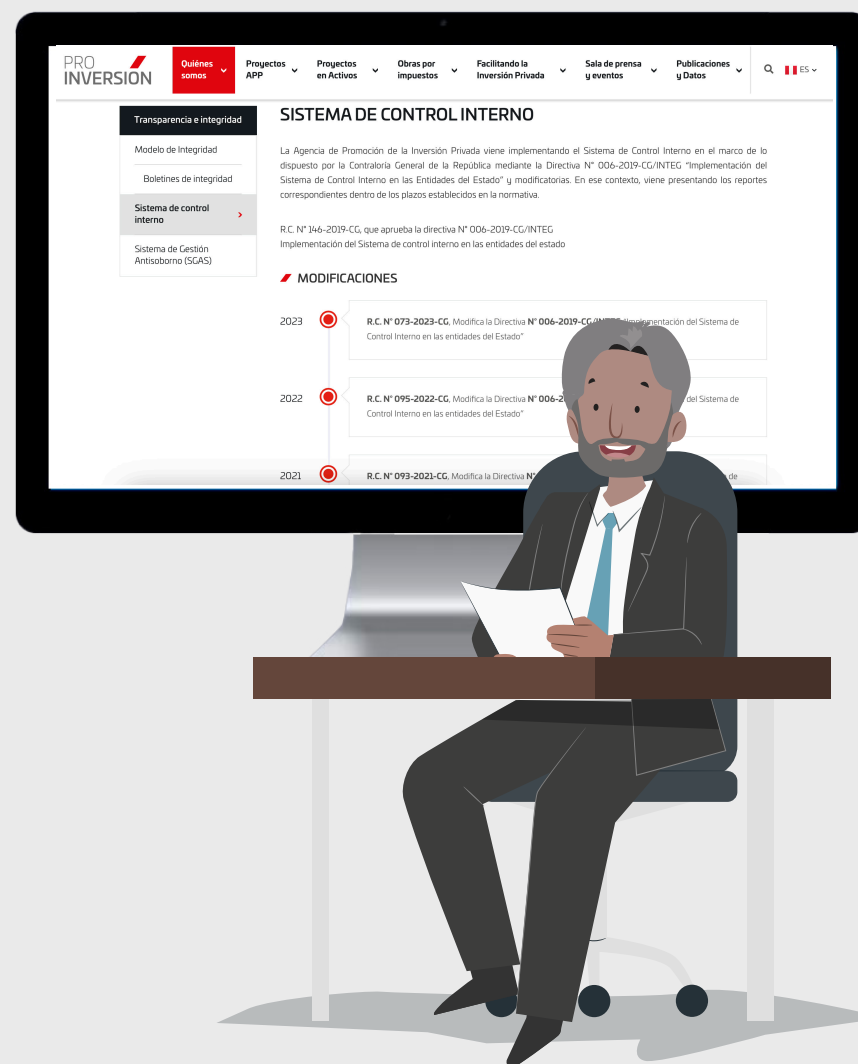 PRO
INVERSIÓN
Quiénes
somos
Proyectos
APP
Proyectos
en Activos
Obras por
impuestos
Facilitando la
Inversión Privada
Sala de prensa
y eventos
Publicaciones
y Datos
ES
Transparencia e integridad
Modelo de Integridad
Boletines de integridad
Sistema de control
interno
Sistema de Gestión
Antisoborno (SGAS)
SISTEMA DE CONTROL INTERNO
La Agencia de Promoción de la Inversión Privada viene implementando el Sistema de Control Interno en el marco de lo
dispuesto por la Contraloría General de la República mediante la Directiva N° 006-2019-CG/INTEG “Implementación del
Sistema de Control Interno en las Entidades del Estado” y modificatorias. En ese contexto, viene presentando los reportes
correspondientes dentro de los plazos establecidos en la normativa.
R.C. N° 146-2019-CG, que aprueba la directiva N° 006-2019-CG/INTEG
Implementación del Sistema de control interno en las entidades del estado
MODIFICACIONES
2023
R.C. N° 073-2023-CG, Modifica la Directiva N° 006-2019-CG/INTEG “Implementación del Sistema de
Control Interno en las entidades del Estado”
2022
R.C. N° 095-2022-CG, Modifica la Directiva N° 006-2 del Sistema de
Control Interno en las entidades del Estado”
2021
R.C. N° 093-2021-CG, Modifica la Directiva N° de